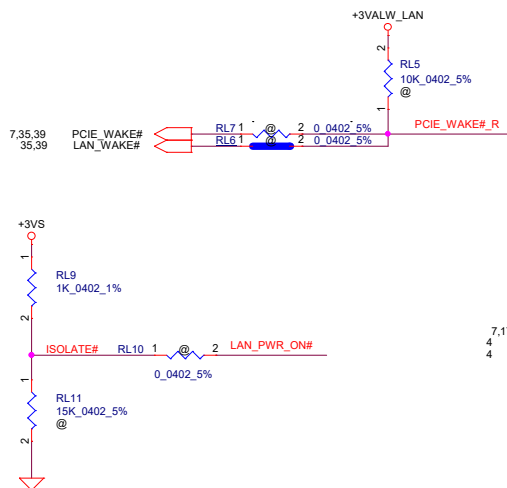 +3VALW_LAN
2
RL5
10K_0402_5%
@
1
7,35,39 PCIE_WAKE# RL7 1 @ 2 0_0402_5% PCIE_WAKE#_R
35,39 LAN_WAKE# RL6 1 @ 2 0_0402_5%
+3VS
1
RL9
1K_0402_1%
2
ISOLATE# RL10 1 @ 2 LAN_PWR_ON#
0_0402_5%
1
RL11
15K_0402_5%
@
2
4
4